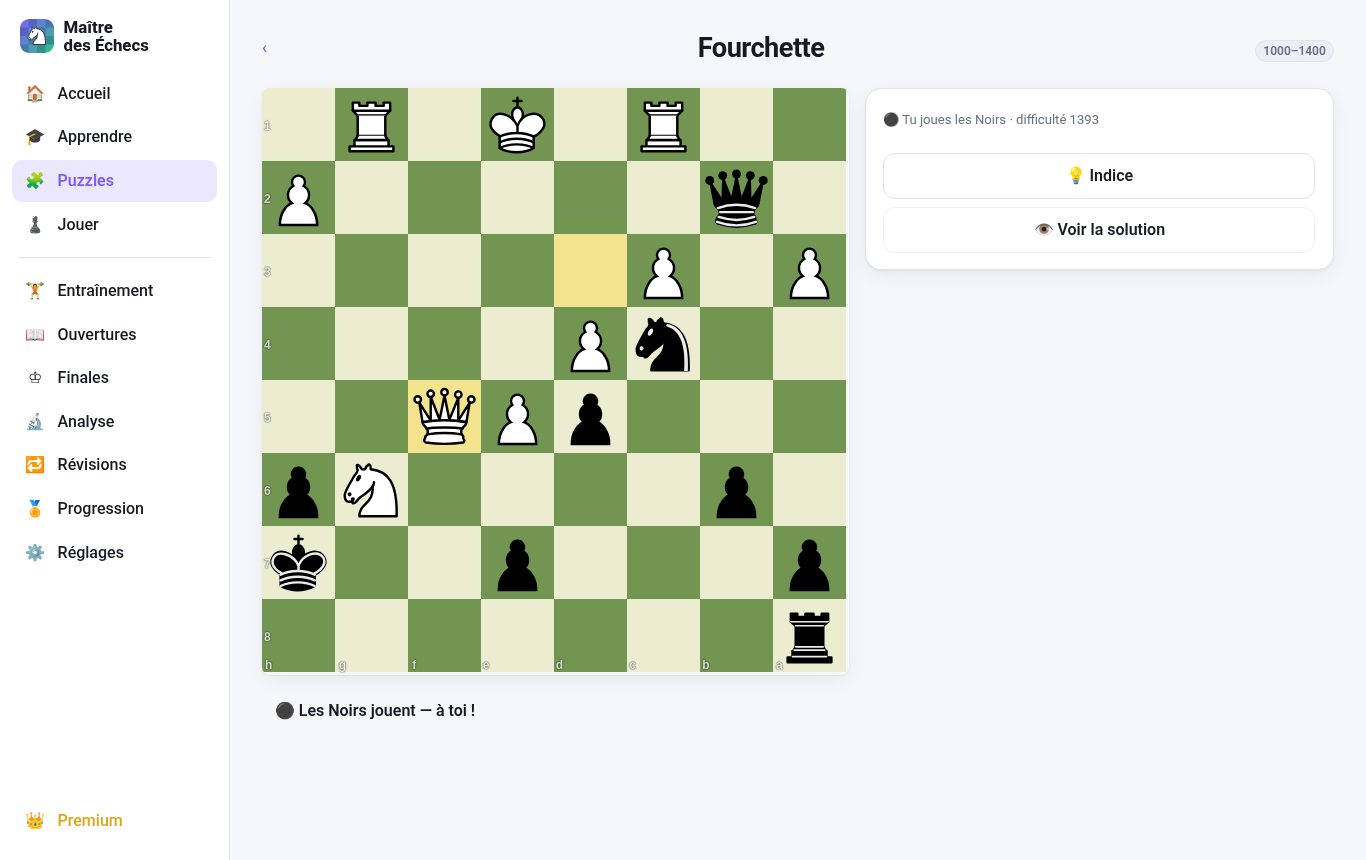 Maître
des Échecs
🏠 Accueil
🎓 Apprendre
🧩 Puzzles
♟️ Jouer
🏋️ Entraînement
📖 Ouvertures
♔ Finales
🔬 Analyse
🔁 Révisions
🏅 Progression
⚙️ Réglages
👑 Premium
‹
Fourchette
1000–1400
1
2
3
4
5
6
7
8
h g f e d c b a
⚫ Les Noirs jouent — à toi !
⚫ Tu joues les Noirs · difficulté 1393
💡 Indice
👁️ Voir la solution